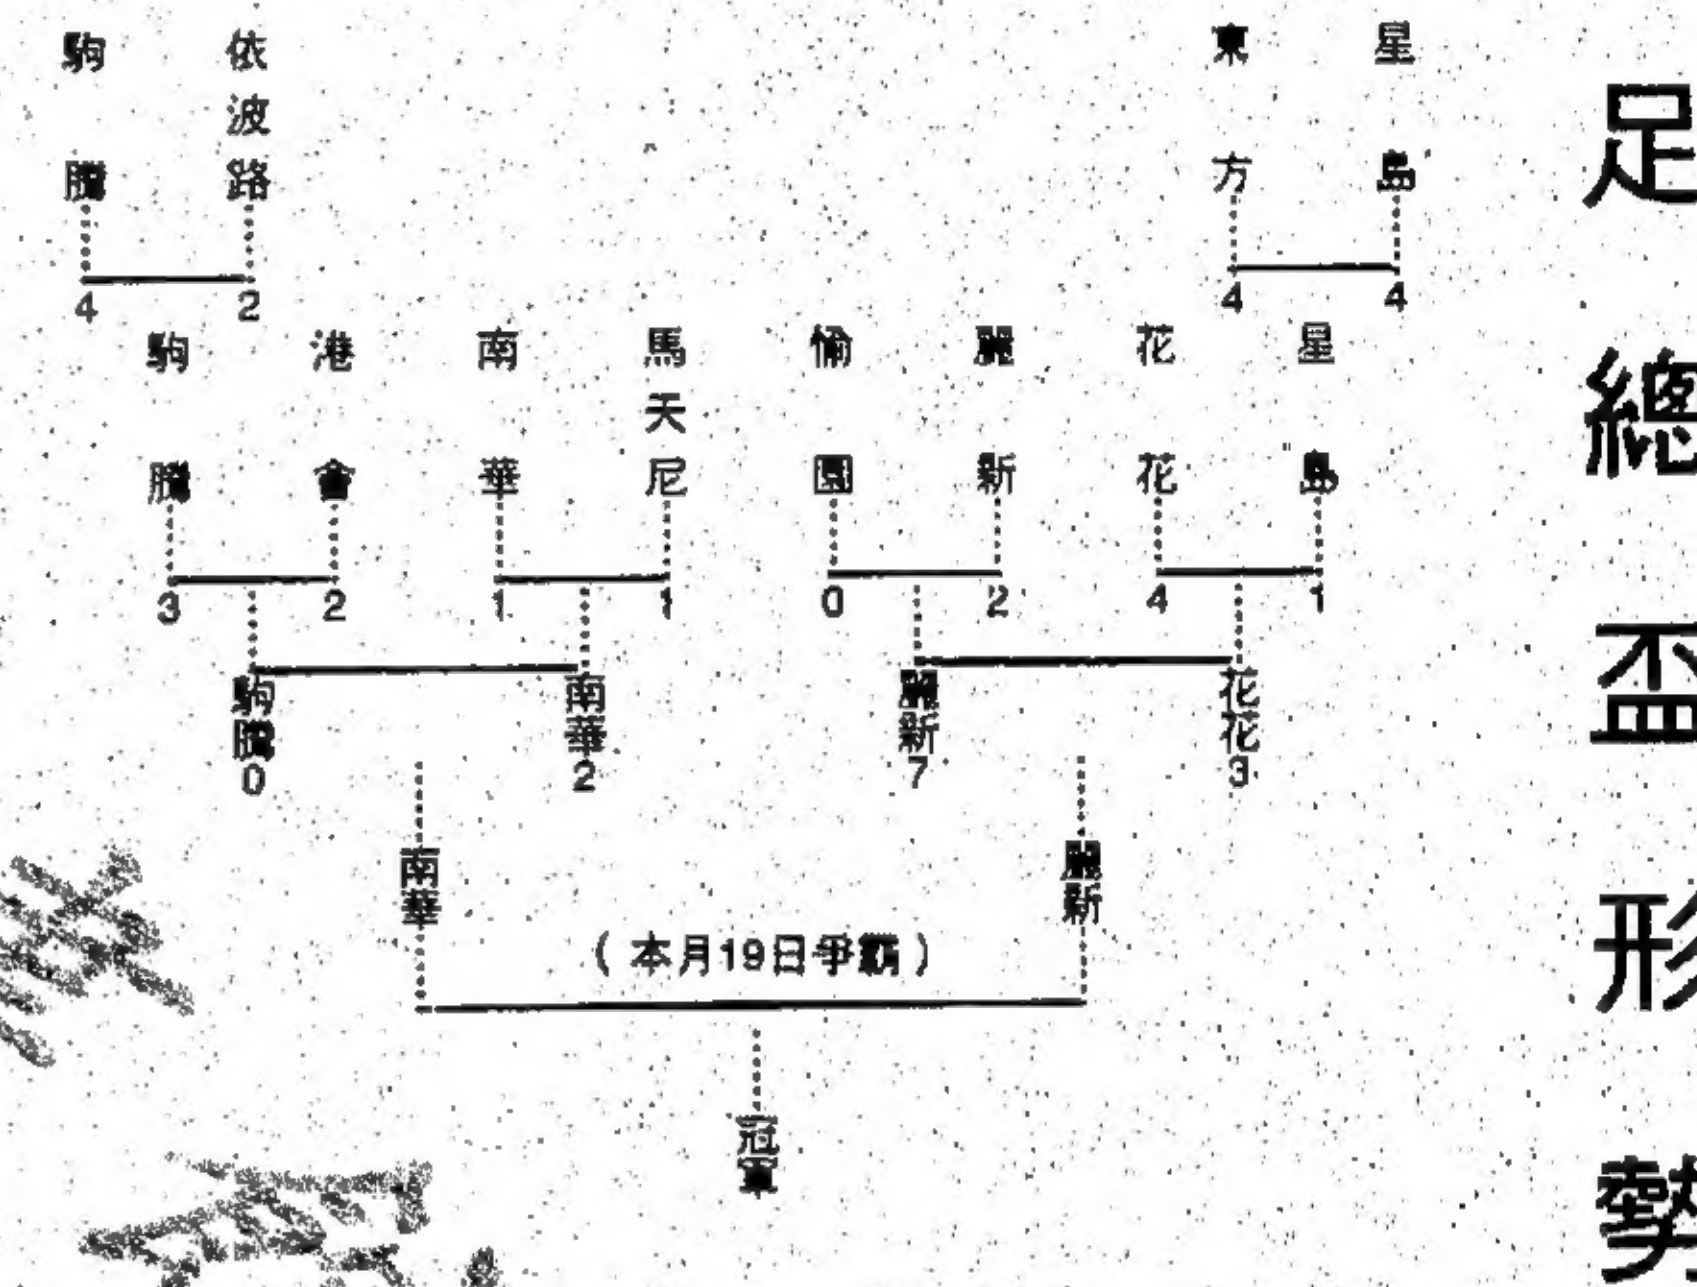 足總盃形勢
駒騰 4
依波路 2
東方 4
星島 4
駒騰 3
港會 2
南華 1
馬天尼 1
愉園 0
麗新 2
花花 4
星島 1
駒騰 0
南華 2
麗新 7
花花 3
南華
麗新
(本月19日爭霸)
冠軍